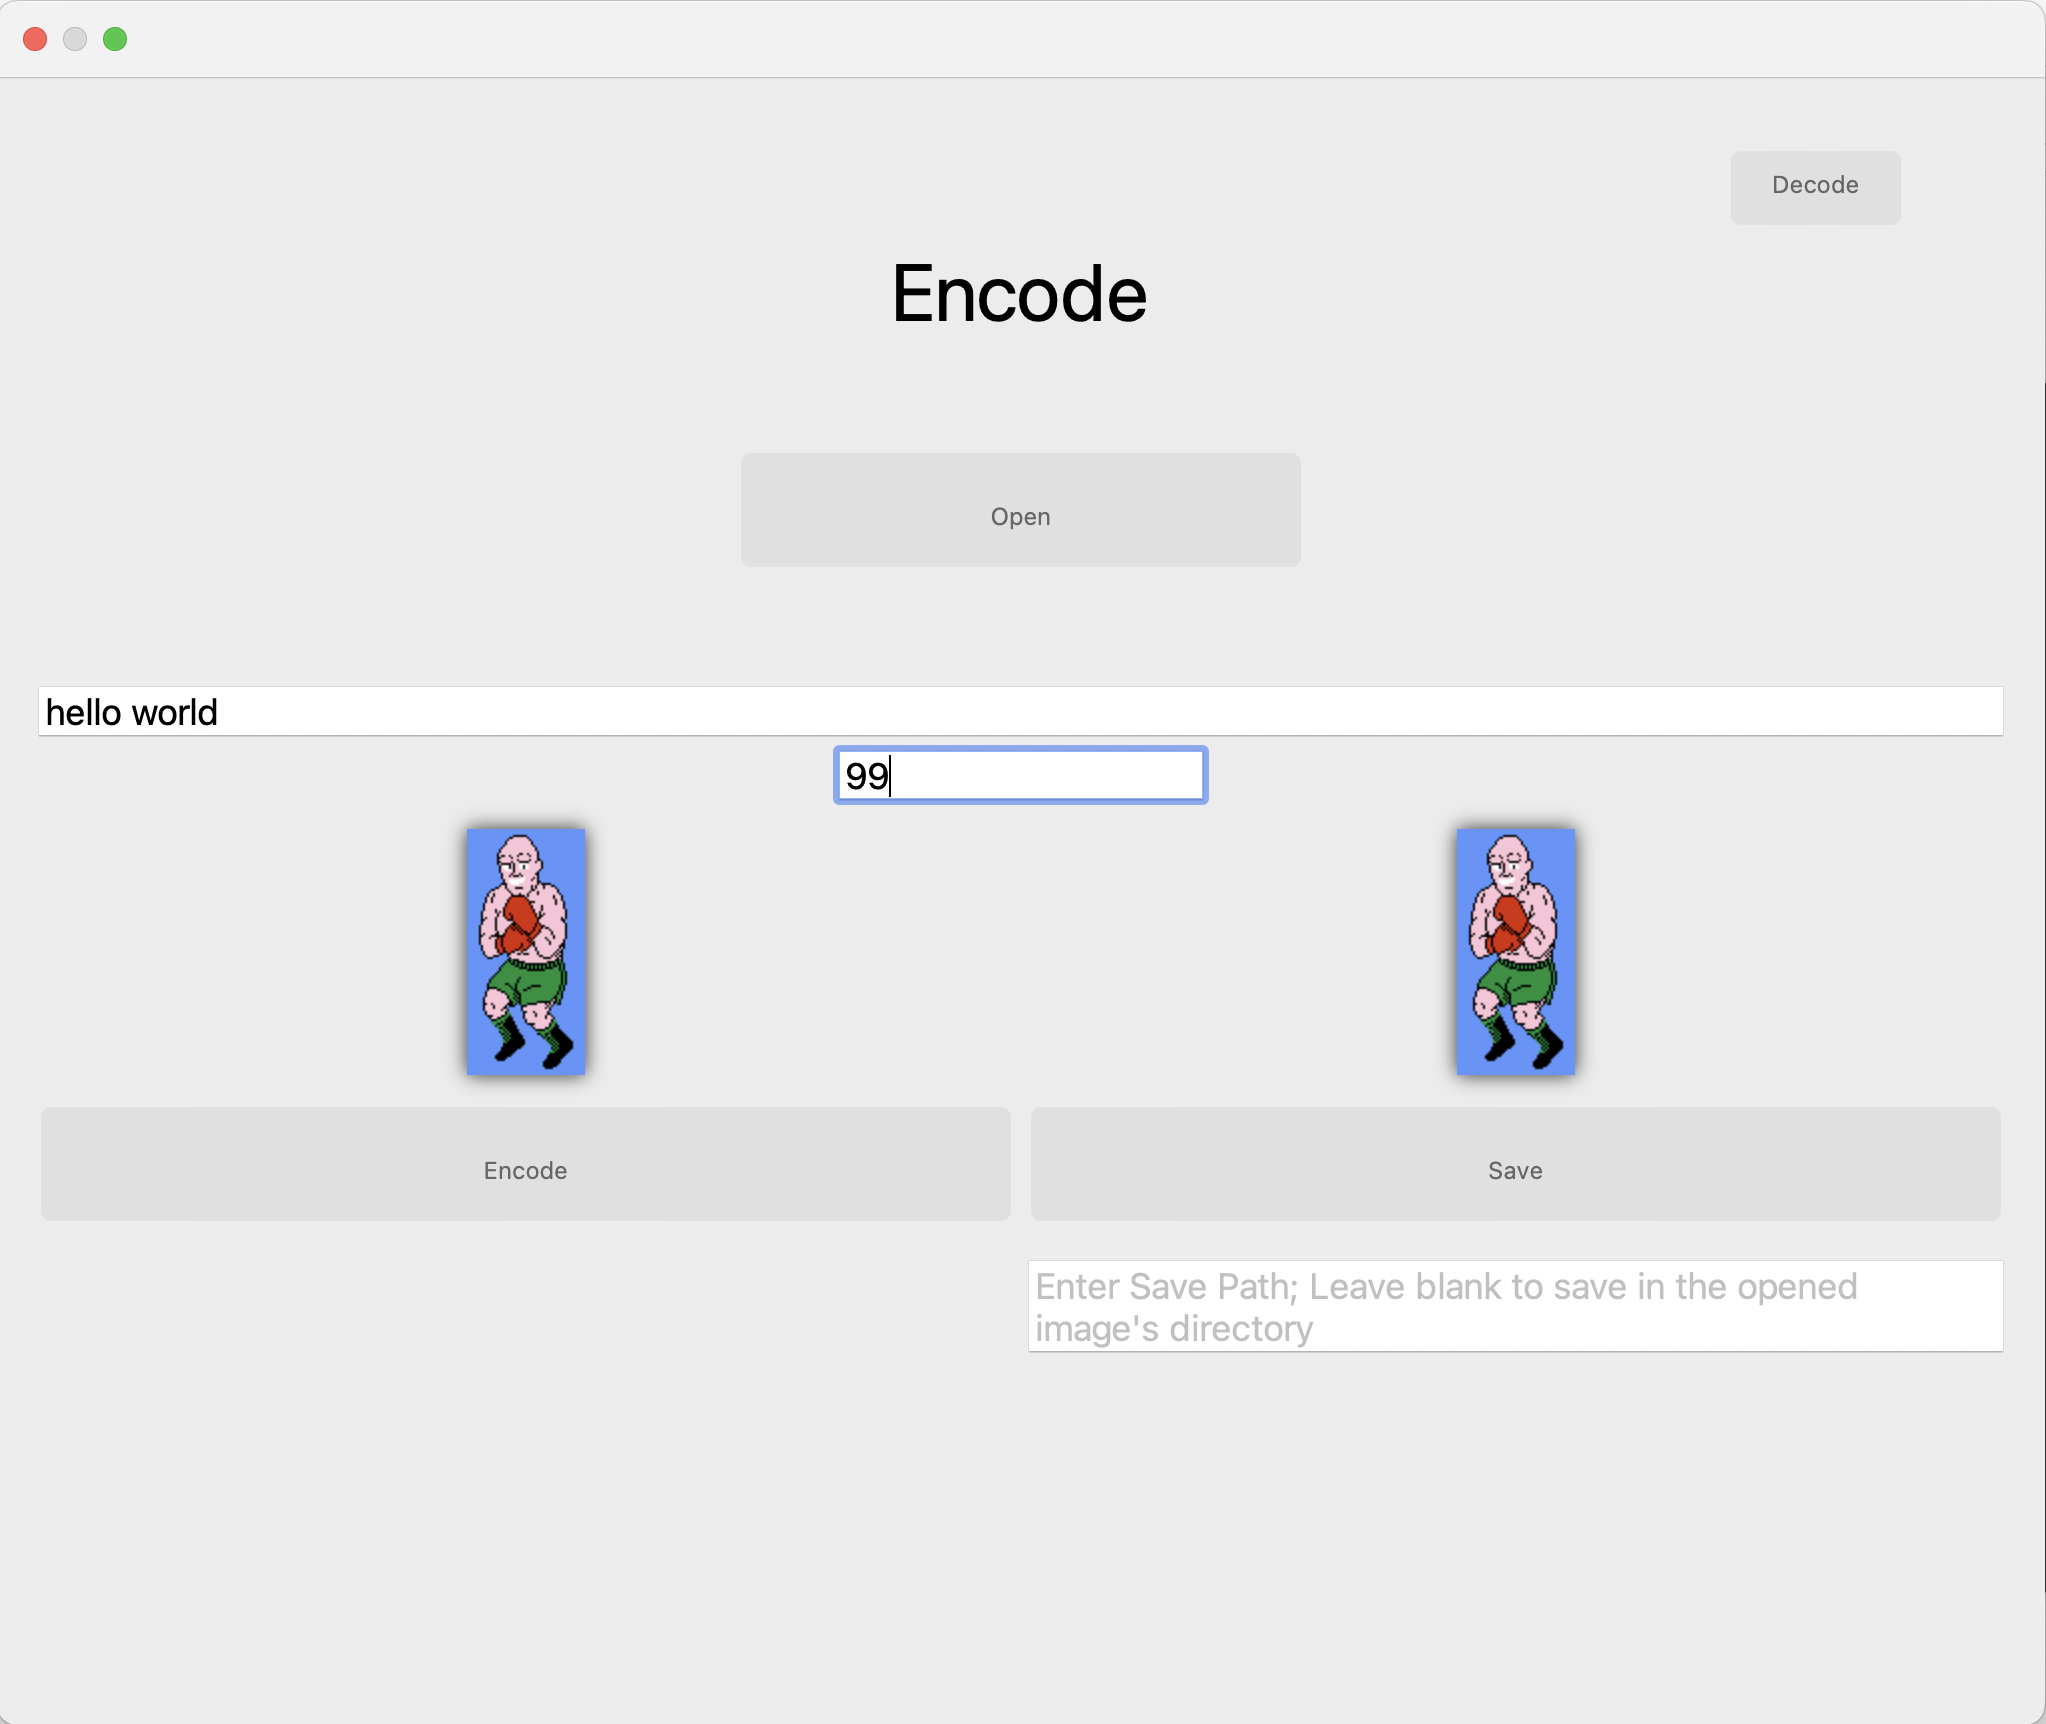 Decode
Encode
Open
hello world
99
Encode
Save
Enter Save Path; Leave blank to save in the opened
image's directory